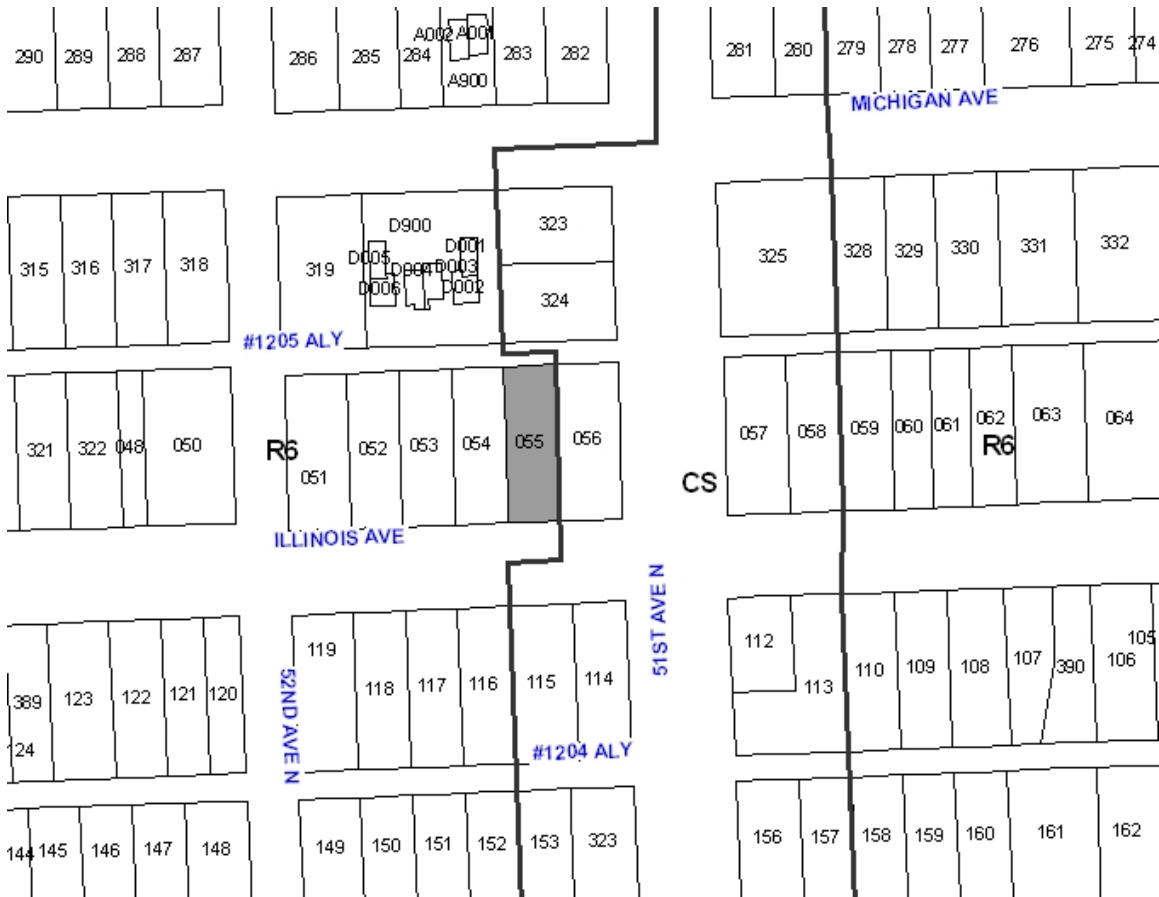 290 289 288 287 286 285 284 A002 A001 283 282 281 280 279 278 277 276 275 274
A900
MICHIGAN AVE
315 316 317 318 319 D900 323 325 328 329 330 331 332
D005 D004 D003 D001
D006 D002 324
#1205 ALY
321 322 048 050 051 052 053 054 055 056 057 058 059 060 061 062 063 064
R6 CS R6
ILLINOIS AVE
51ST AVE N
389 123 122 121 120 119 118 117 116 115 114 112 113 110 109 108 107 390 106 105
124
52ND AVE N
#1204 ALY
144 145 146 147 148 149 150 151 152 153 323 156 157 158 159 160 161 162